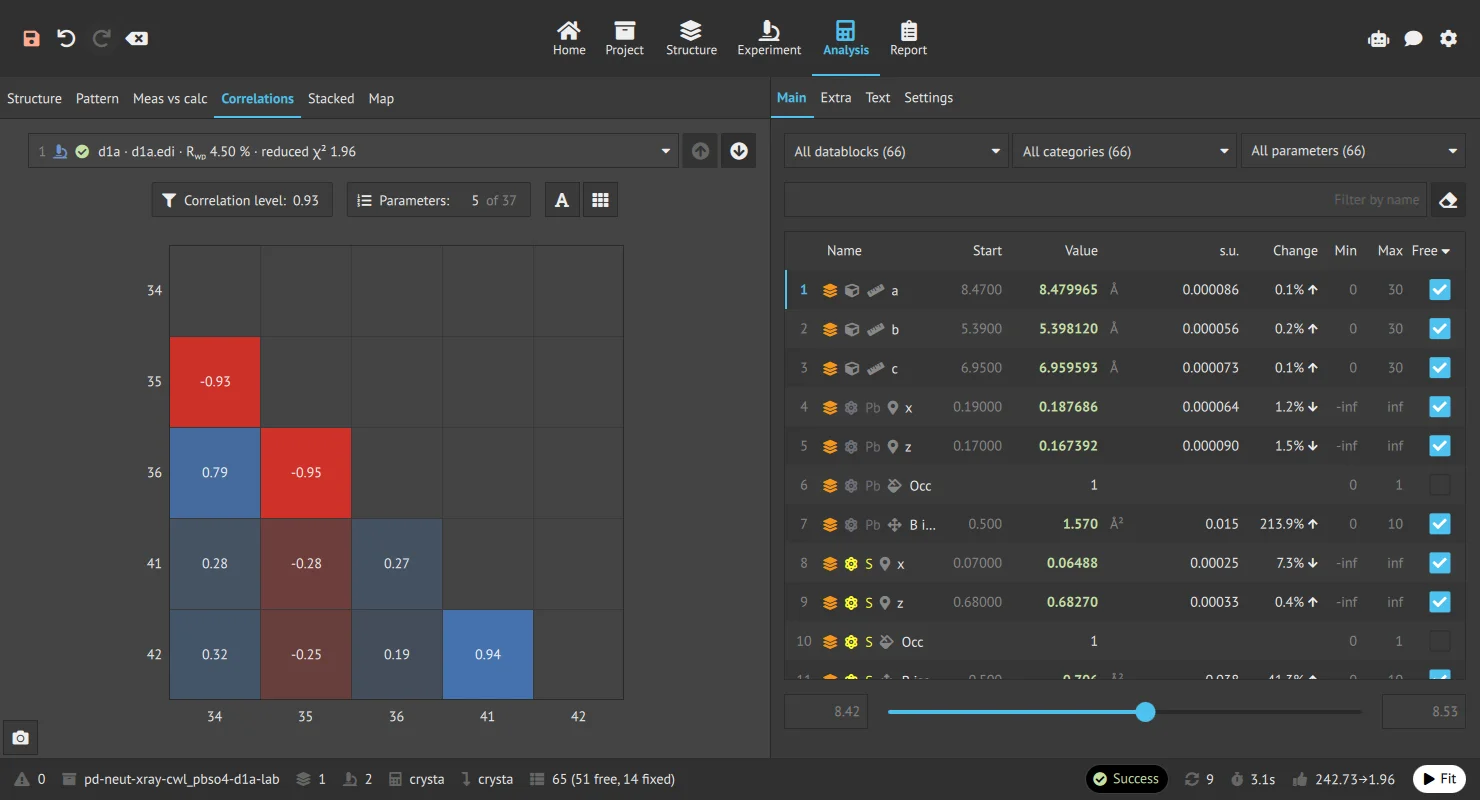 Home Project Structure Experiment Analysis Report
Structure Pattern Meas vs calc Correlations Stacked Map
Main Extra Text Settings
1 d1a · d1a.edi · Rwp 4.50 % · reduced χ² 1.96
All datablocks (66) All categories (66) All parameters (66)
Correlation level: 0.93 Parameters: 5 of 37 A
Filter by name
34
35 -0.93
36 0.79 -0.95
41 0.28 -0.28 0.27
42 0.32 -0.25 0.19 0.94
34 35 36 41 42
Name Start Value s.u. Change Min Max Free
1 a 8.4700 8.479965 Å 0.000086 0.1% ↑ 0 30
2 b 5.3900 5.398120 Å 0.000056 0.2% ↑ 0 30
3 c 6.9500 6.959593 Å 0.000073 0.1% ↑ 0 30
4 Pb x 0.19000 0.187686 0.000064 1.2% ↓ -inf inf
5 Pb z 0.17000 0.167392 0.000090 1.5% ↓ -inf inf
6 Pb Occ 1 0 1
7 Pb B i... 0.500 1.570 Å² 0.015 213.9% ↑ 0 10
8 S x 0.07000 0.06488 0.00025 7.3% ↓ -inf inf
9 S z 0.68000 0.68270 0.00033 0.4% ↑ -inf inf
10 S Occ 1 0 1
8.42 8.53
0 pd-neut-xray-cwl_pbso4-d1a-lab 1 2 crysta crysta 65 (51 free, 14 fixed) Success 9 3.1s 242.73→1.96 Fit